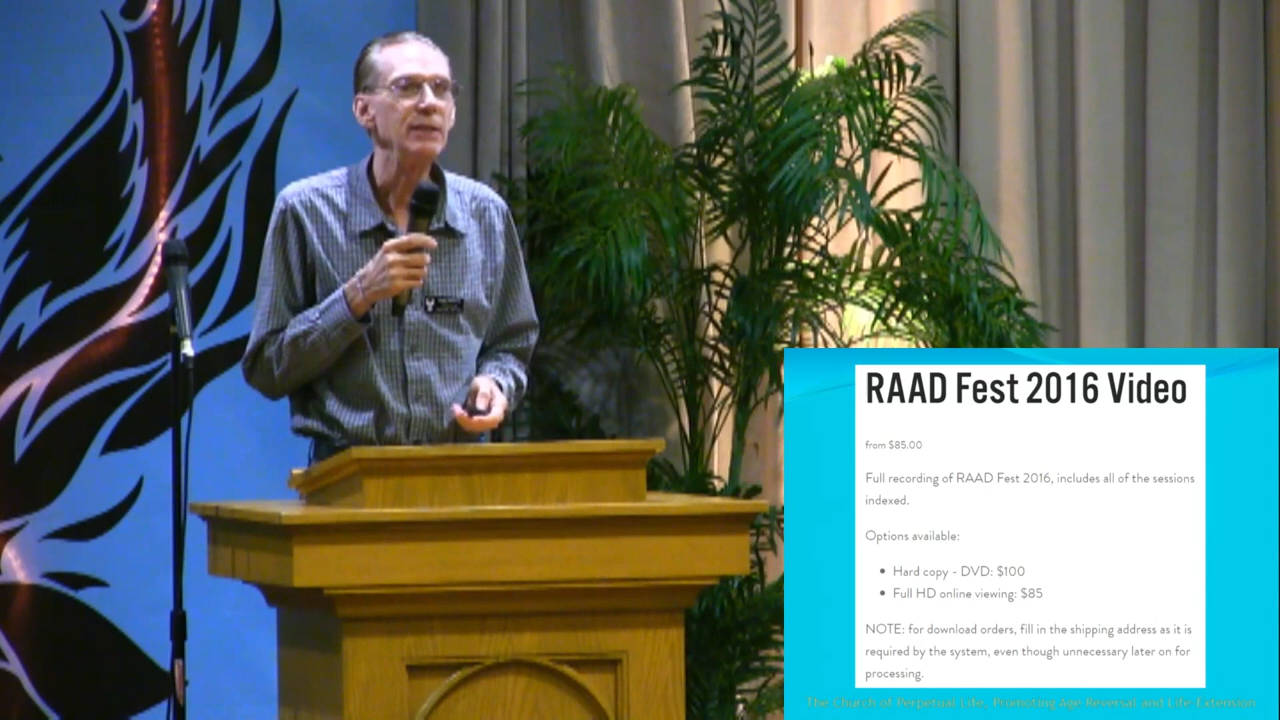 RAAD Fest 2016 Video
from $85.00
Full recording of RAAD Fest 2016, includes all of the sessions
indexed.
Options available:
• Hard copy - DVD: $100
• Full HD online viewing: $85
NOTE: for download orders, fill in the shipping address as it is
required by the system, even though unnecessary later on for
processing.
The Church of Perpetual Life, Promoting Age Reversal and Life Extension